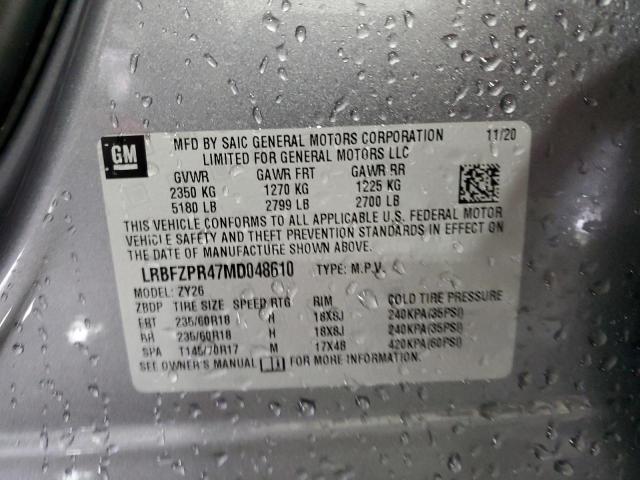 GM
MFD BY SAIC GENERAL MOTORS CORPORATION 11/20
LIMITED FOR GENERAL MOTORS LLC
GVWR GAWR FRT GAWR RR
2350 KG 1270 KG 1225 KG
5180 LB 2799 LB 2700 LB
THIS VEHICLE CONFORMS TO ALL APPLICABLE U.S. FEDERAL MOTOR
VEHICLE SAFETY AND THEFT PREVENTION STANDARDS IN EFFECT ON
THE DATE OF MANUFACTURE SHOWN ABOVE.
LRBFZPR47MD048610 TYPE: M.P.V.
MODEL: ZY26
ZBDP TIRE SIZE SPEED RTG RIM COLD TIRE PRESSURE
FRT 235/60R18 H 18X8J 240KPA(35PSI)
RR 235/60R18 H 18X8J 240KPA(35PSI)
SPA T145/70R17 M 17X4B 420KPA(60PSI)
SEE OWNER'S MANUAL FOR MORE INFORMATION